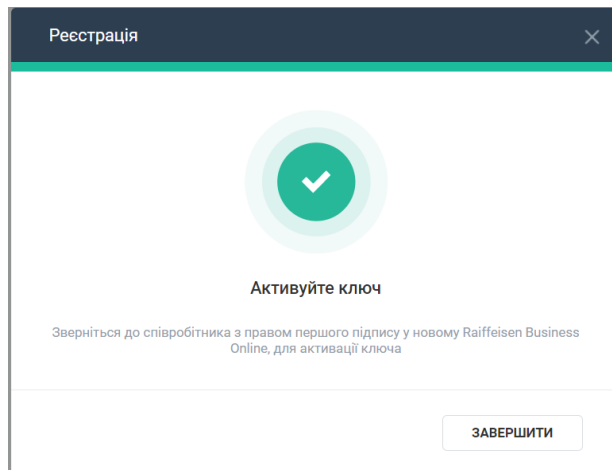 Реєстрація
Активуйте ключ
Зверніться до співробітника з правом першого підпису у новому Raiffeisen Business
Online, для активації ключа
ЗАВЕРШИТИ